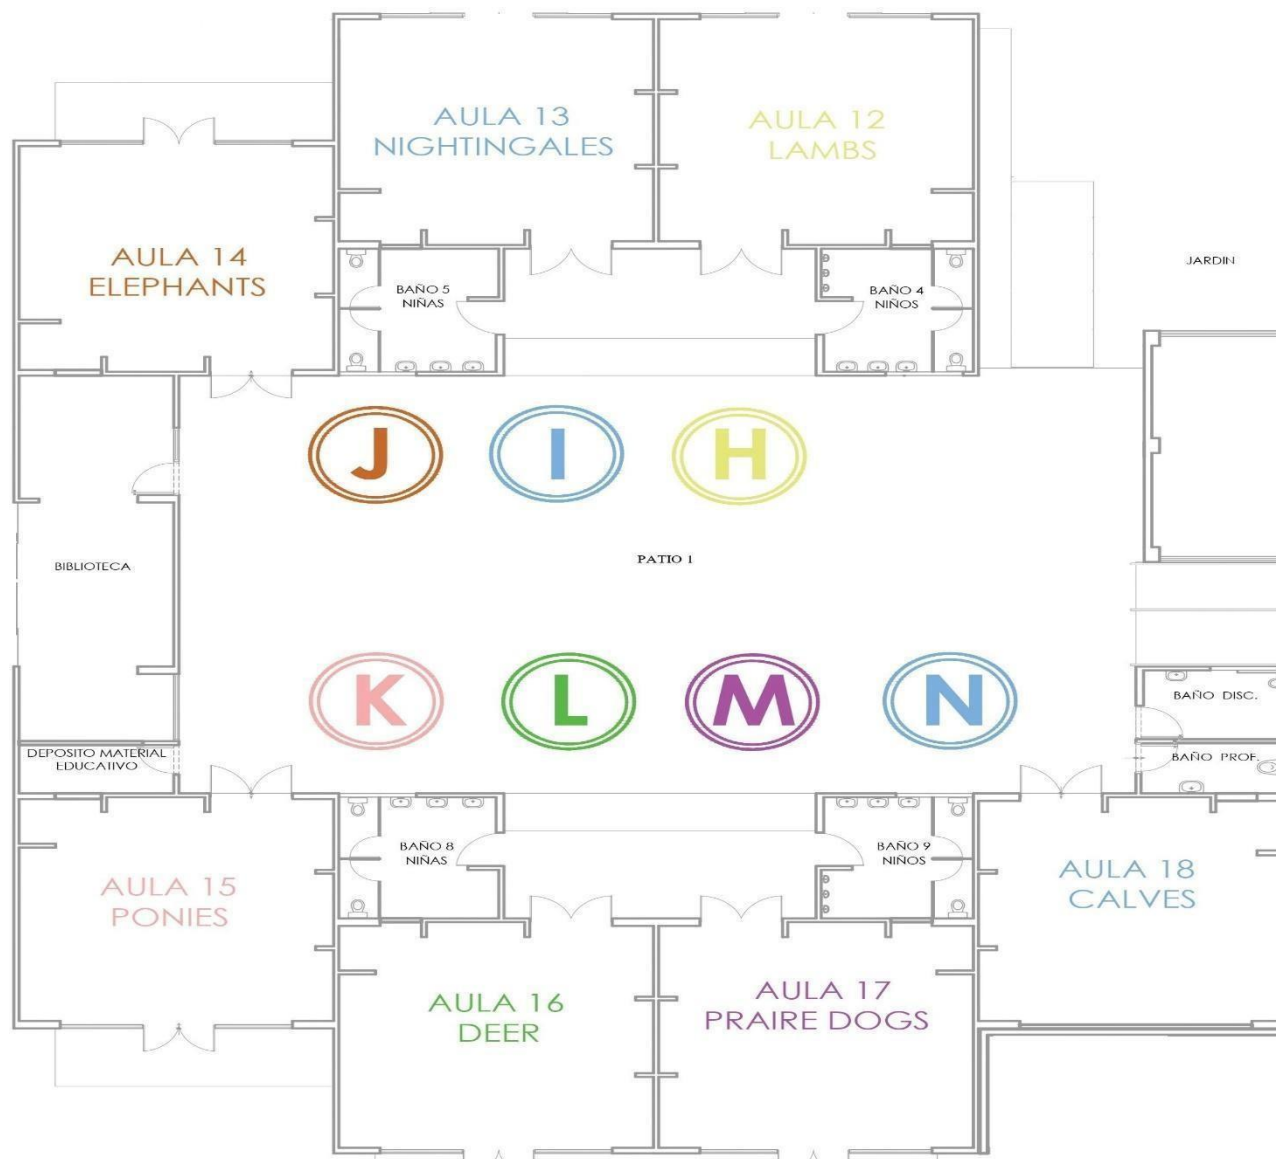 AULA 13
NIGHTINGALES
AULA 12
LAMBS
AULA 14
ELEPHANTS
JARDIN
BAÑO 5
NIÑAS
BAÑO 4
NIÑOS
J
I
H
PATIO 1
BIBLIOTECA
K
L
M
N
BAÑO DISC.
DEPOSITO MATERIAL
EDUCATIVO
BAÑO PROF.
BAÑO 8
NIÑAS
BAÑO 9
NIÑOS
AULA 15
PONIES
AULA 18
CALVES
AULA 16
DEER
AULA 17
PRAIRE DOGS